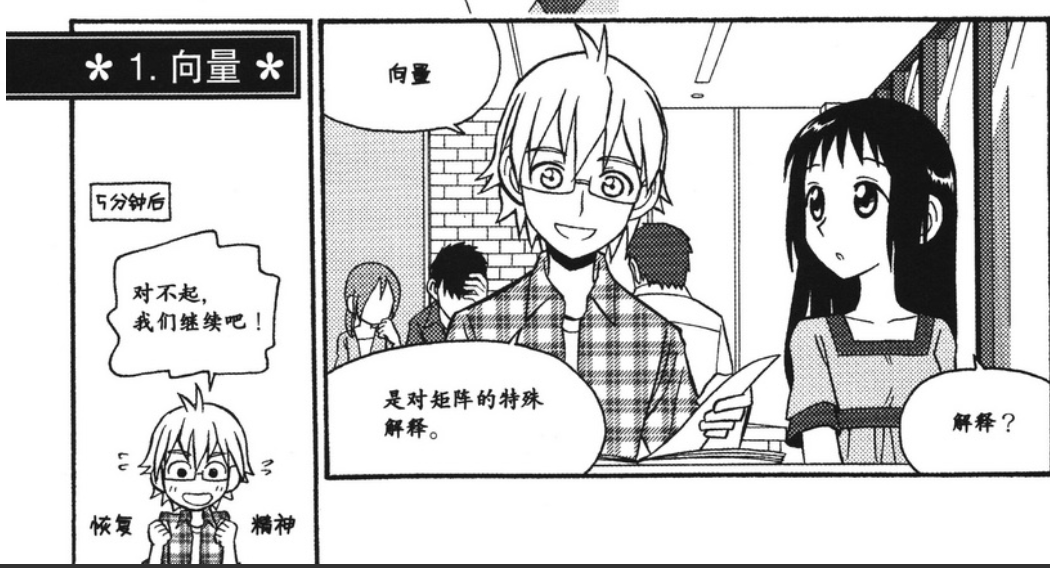 * 1. 向量 *
5分钟后
对不起，
我们继续吧！
恢复 精神
向量
是对矩阵的特殊
解释。
解释？